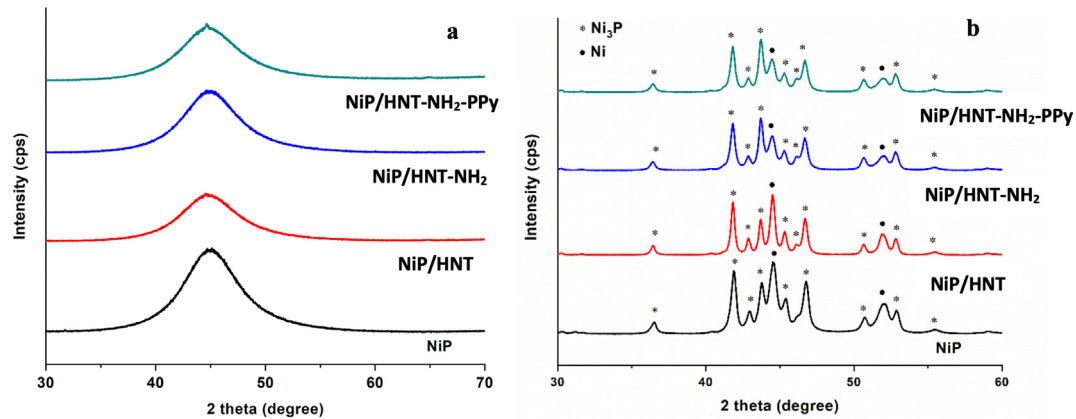 a
NiP/HNT-NH₂-PPy
NiP/HNT-NH₂
NiP/HNT
NiP
Intensity (cps)
30 40 50 60 70
2 theta (degree)
b
* Ni₃P
• Ni
* * * * • * * * * • * *
NiP/HNT-NH₂-PPy
* * * * • * * * * • * *
NiP/HNT-NH₂
* * * * • * * * * • * *
NiP/HNT
* * * * • * * * • * *
NiP
Intensity (cps)
30 40 50 60
2 theta (degree)